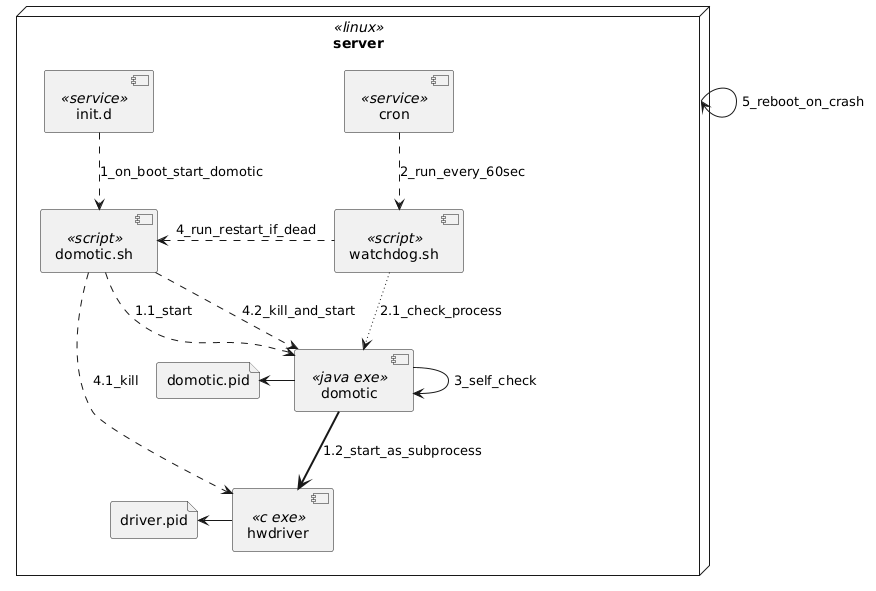 «linux»
server
«service»
init.d
«service»
cron
5_reboot_on_crash
1_on_boot_start_domotic
2_run_every_60sec
«script»
domotic.sh
4_run_restart_if_dead
«script»
watchdog.sh
1.1_start
4.2_kill_and_start
2.1_check_process
4.1_kill
domotic.pid
«java exe»
domotic
3_self_check
1.2_start_as_subprocess
driver.pid
«c exe»
hwdriver